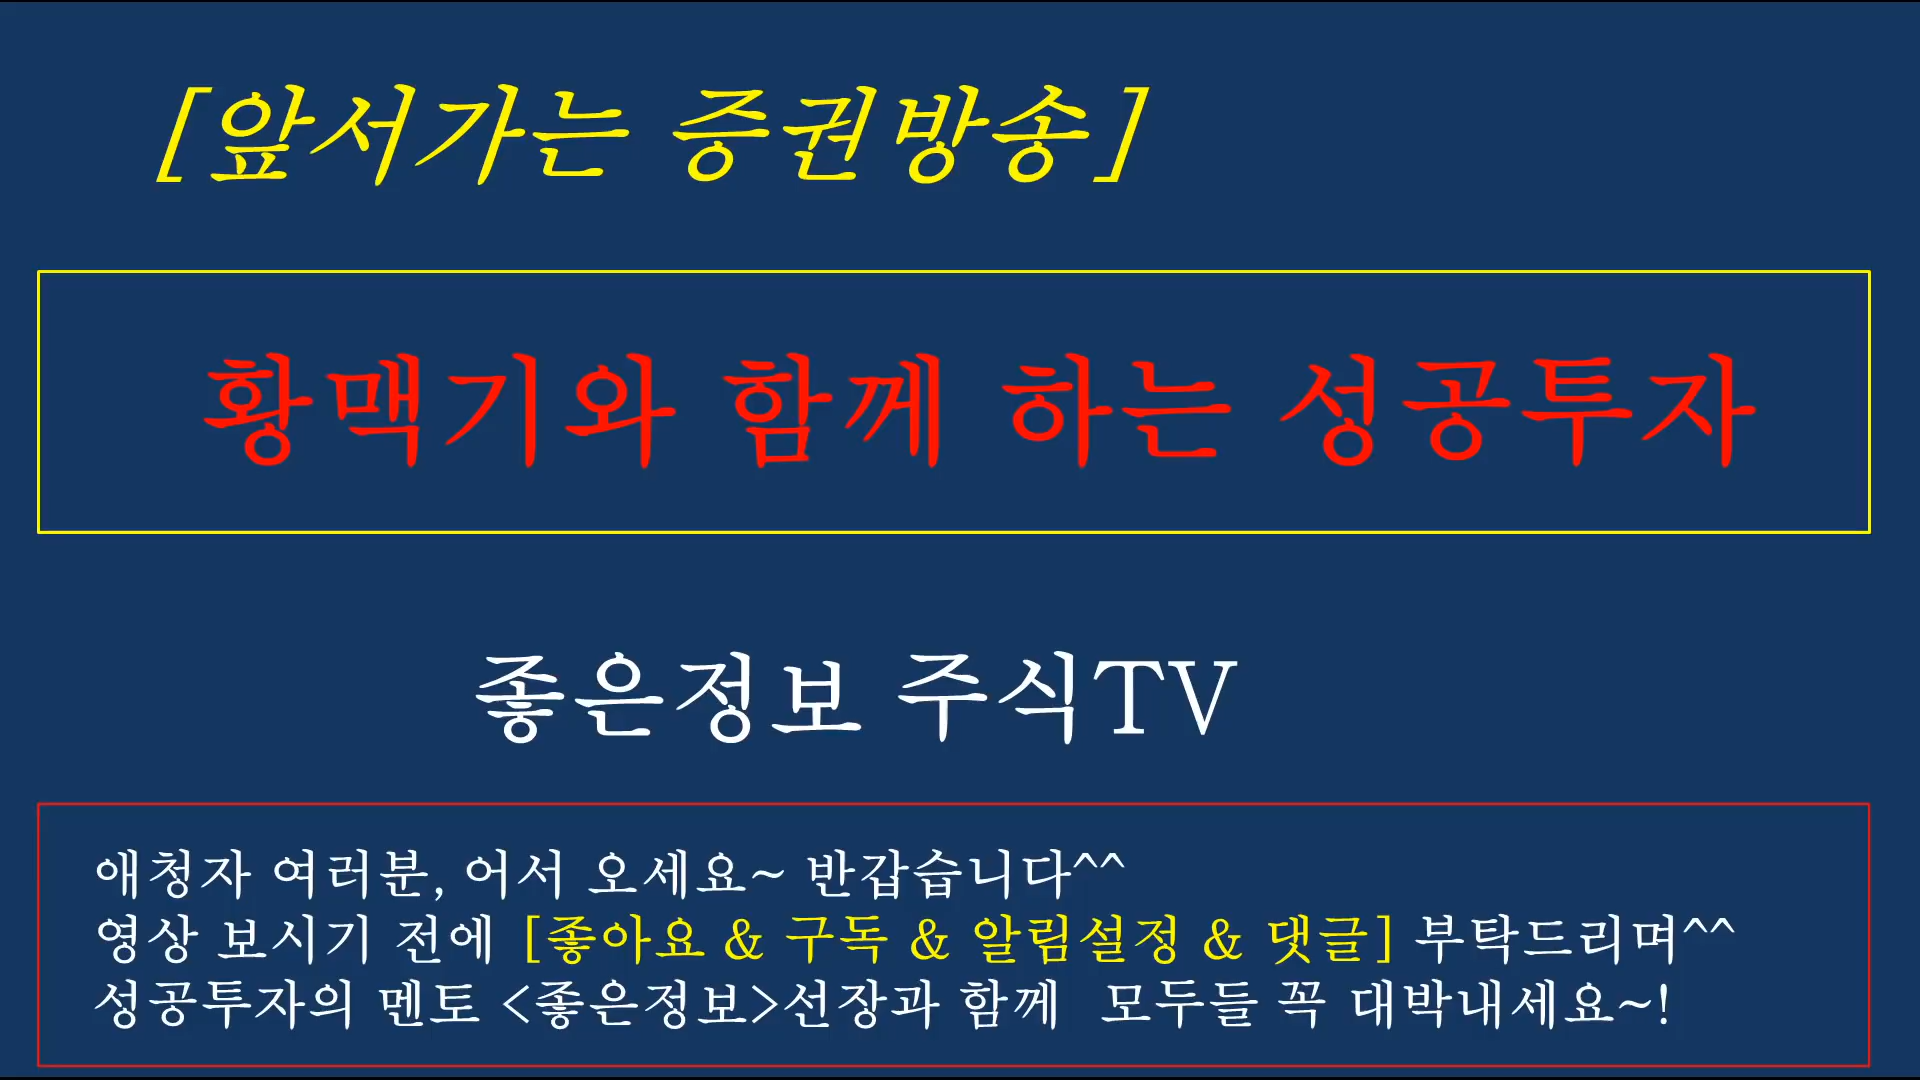 [앞서가는 증권방송]
황맥기와 함께 하는 성공투자
좋은정보 주식TV
애청자 여러분, 어서 오세요~ 반갑습니다^^
영상 보시기 전에 [좋아요 & 구독 & 알림설정 & 댓글] 부탁드리며^^
성공투자의 멘토 <좋은정보>선장과 함께 모두들 꼭 대박내세요~!